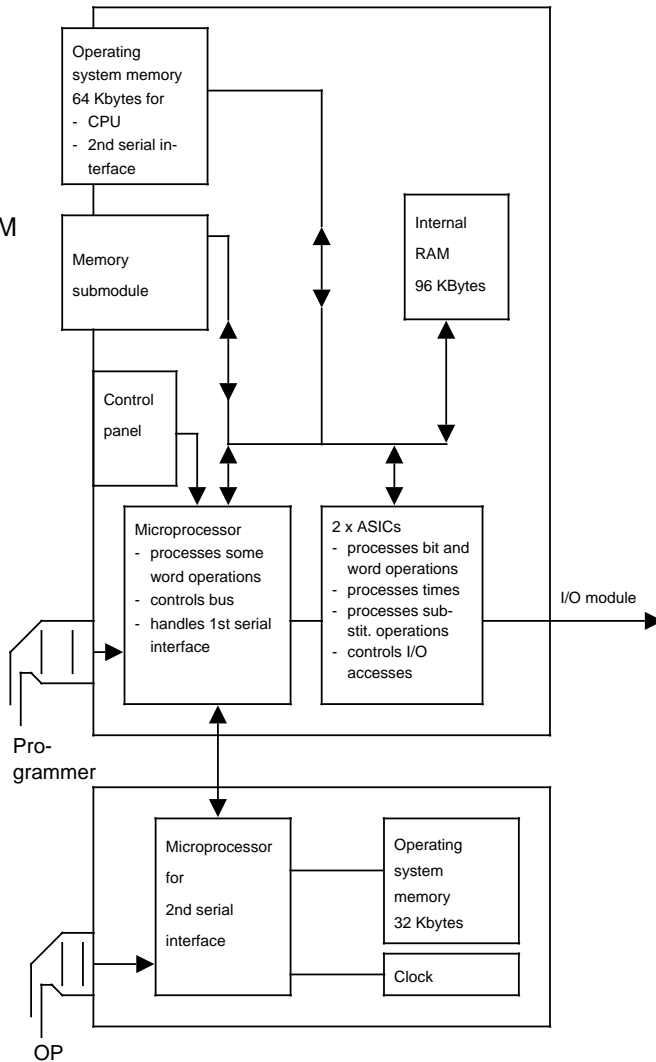 Operating
system memory
64 Kbytes for
- CPU
- 2nd serial in-
terface
M
Memory
submodule
Internal
RAM
96 KBytes
Control
panel
Microprocessor
- processes some
word operations
- controls bus
- handles 1st serial
interface
2 x ASICs
- processes bit and
word operations
- processes times
- processes sub-
stit. operations
- controls I/O
accesses
I/O module
Pro-
grammer
Microprocessor
for
2nd serial
interface
Operating
system
memory
32 Kbytes
Clock
OP